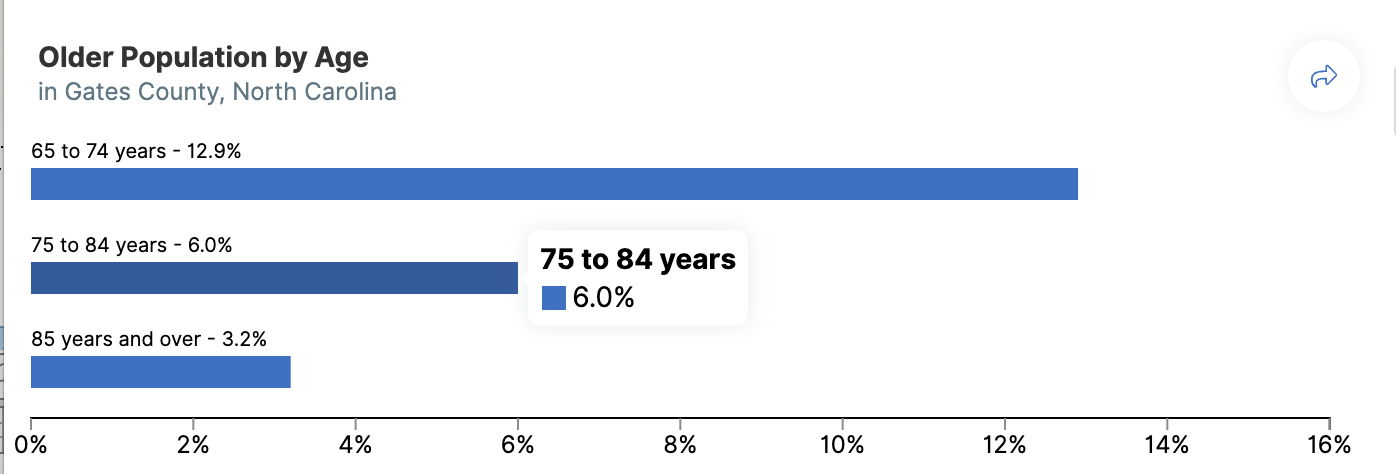 Older Population by Age
in Gates County, North Carolina
65 to 74 years - 12.9%
75 to 84 years - 6.0%
75 to 84 years
6.0%
85 years and over - 3.2%
0% 2% 4% 6% 8% 10% 12% 14% 16%